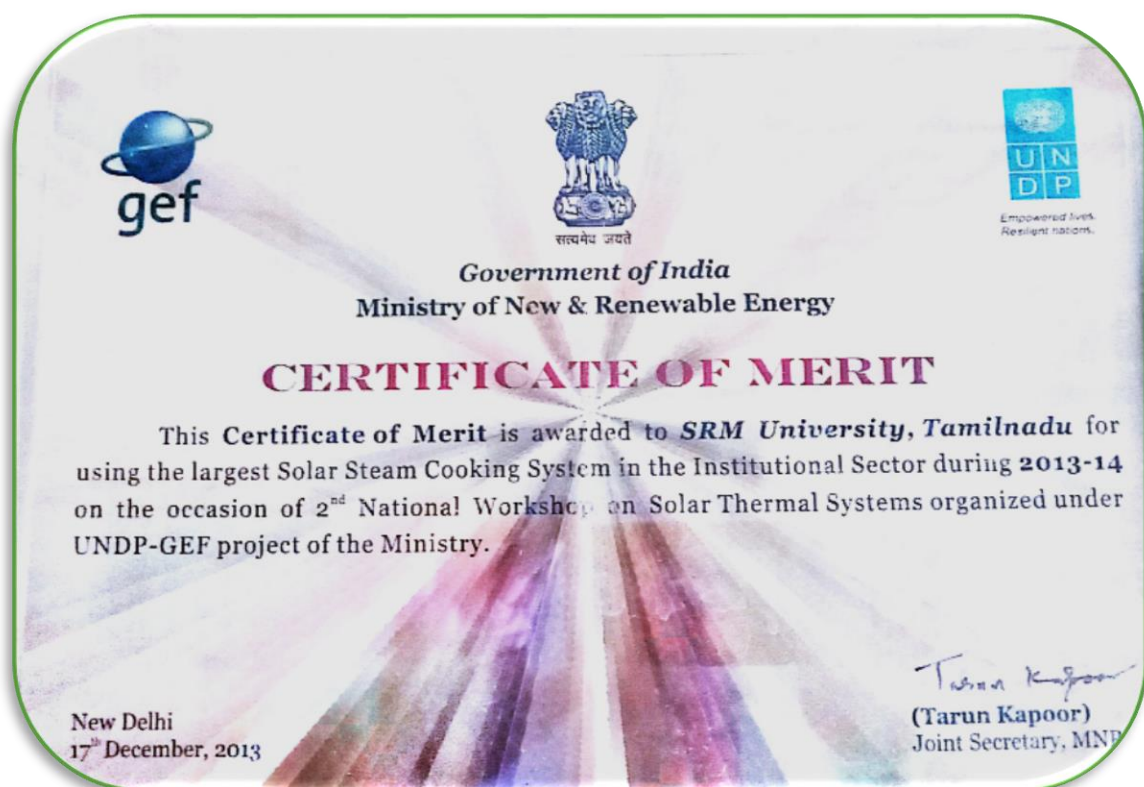 gef
सत्यमेव जयते
UN
DP
Empowered lives.
Resilient nations.
Government of India
Ministry of New & Renewable Energy
CERTIFICATE OF MERIT
This Certificate of Merit is awarded to SRM University, Tamilnadu for
using the largest Solar Steam Cooking System in the Institutional Sector during 2013-14
on the occasion of 2nd National Workshop on Solar Thermal Systems organized under
UNDP-GEF project of the Ministry.
Tarun Kapoor
New Delhi
17th December, 2013
(Tarun Kapoor)
Joint Secretary, MNR